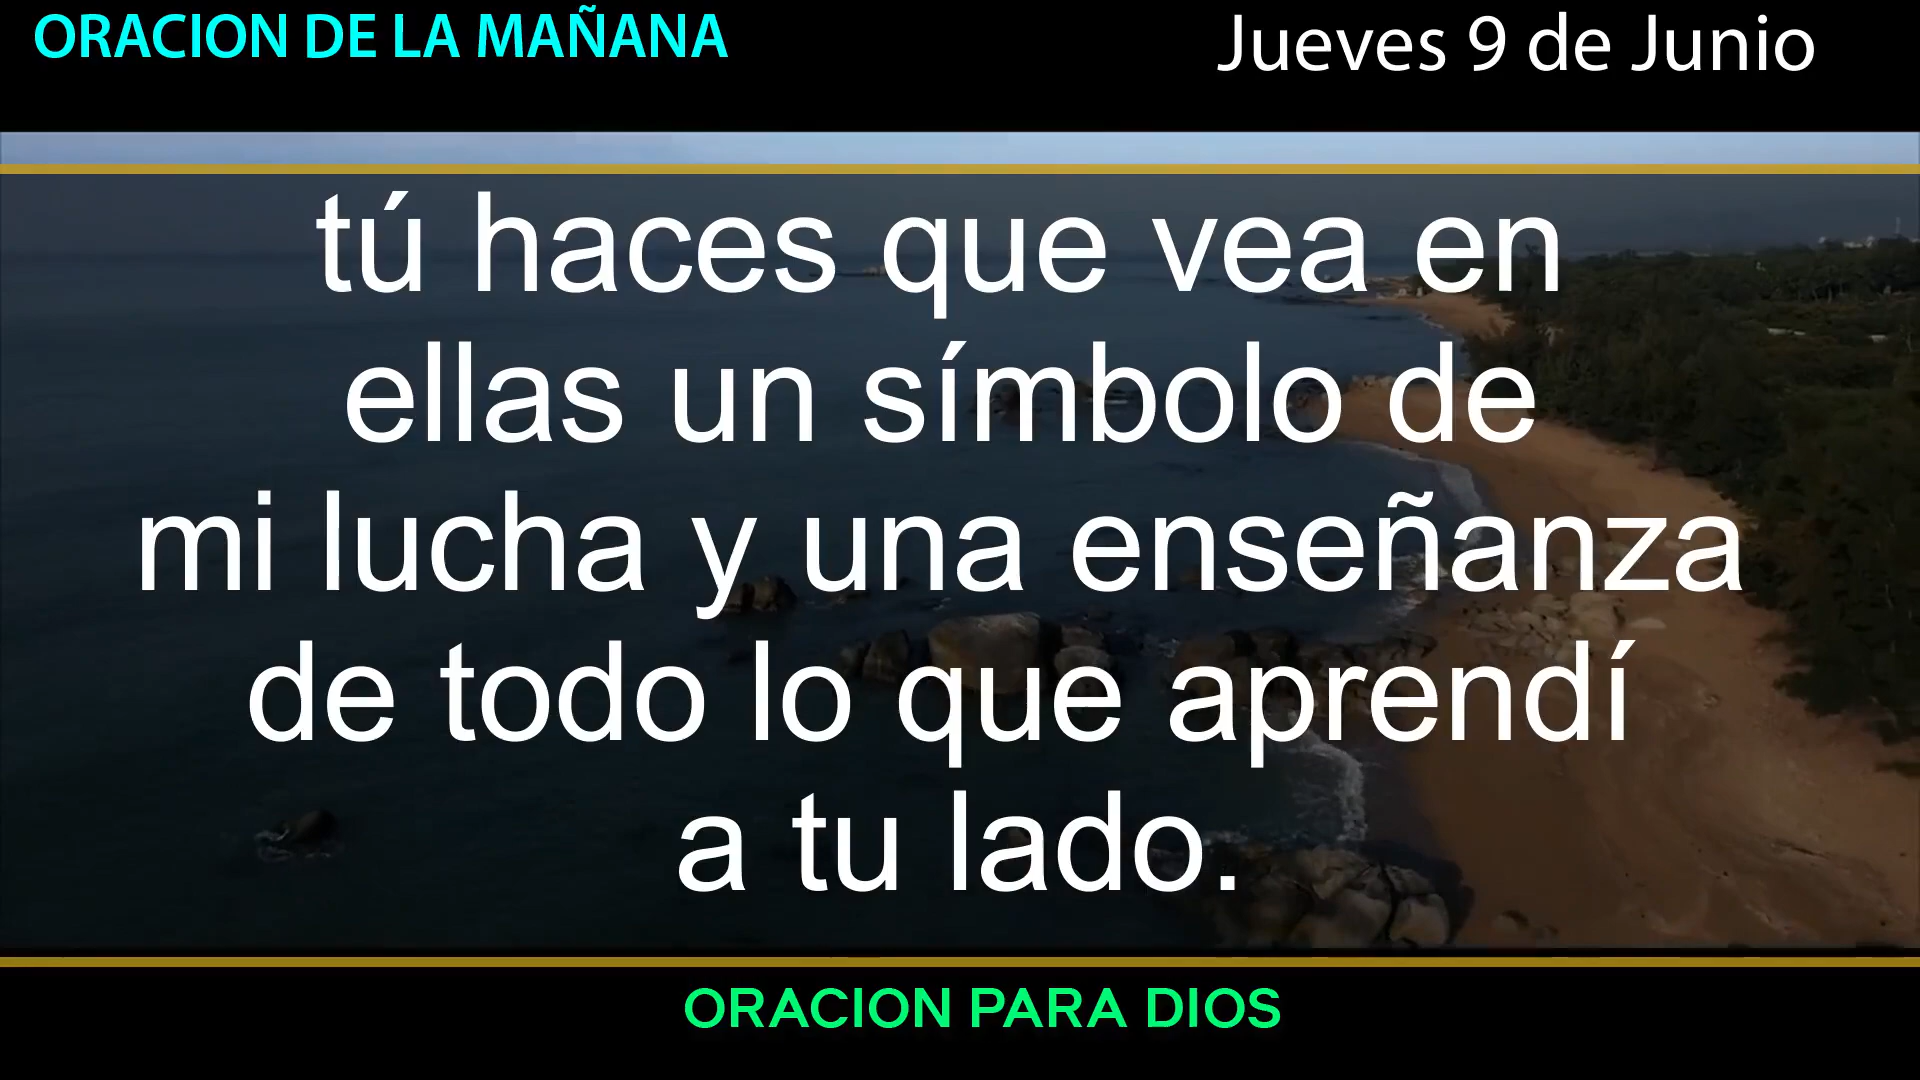 ORACION DE LA MAÑANA
Jueves 9 de Junio
tú haces que vea en
ellas un símbolo de
mi lucha y una enseñanza
de todo lo que aprendí
a tu lado.
ORACION PARA DIOS